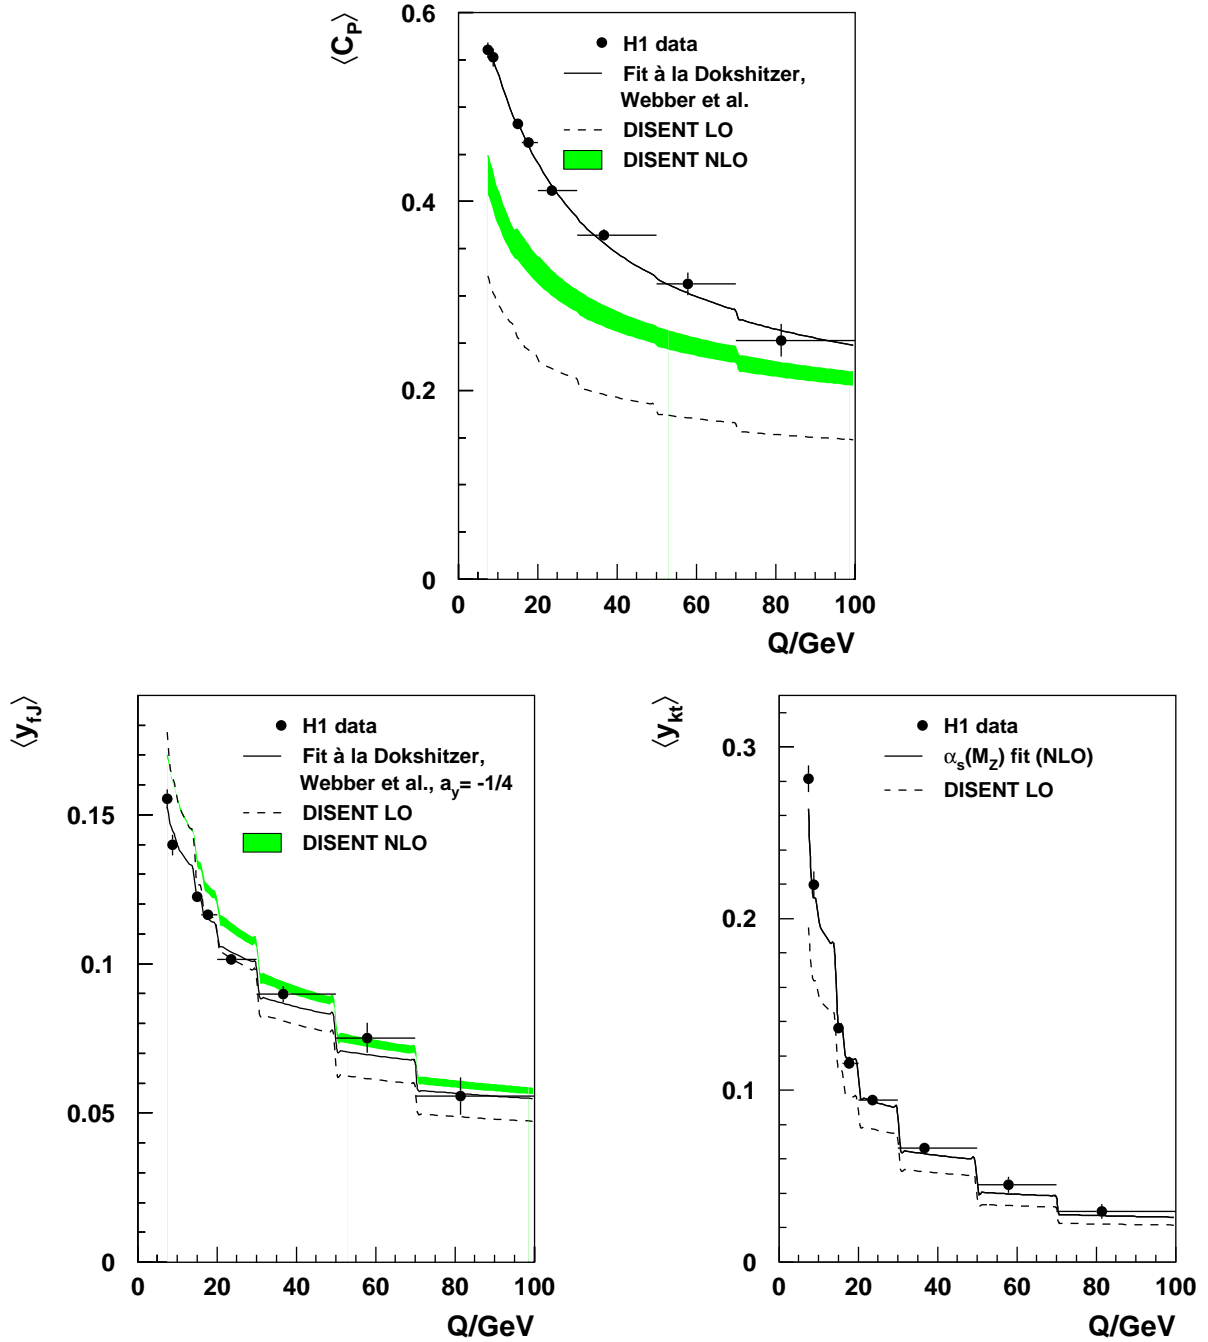 ⟨C_P⟩
0.6
0.4
0.2
0
H1 data
Fit à la Dokshitzer,
Webber et al.
DISENT LO
DISENT NLO
0 20 40 60 80 100
Q/GeV
⟨y_fJ⟩
0.15
0.1
0.05
0
H1 data
Fit à la Dokshitzer,
Webber et al., a_y= -1/4
DISENT LO
DISENT NLO
0 20 40 60 80 100
Q/GeV
⟨y_kt⟩
0.3
0.2
0.1
0
H1 data
α_s(M_Z) fit (NLO)
DISENT LO
0 20 40 60 80 100
Q/GeV